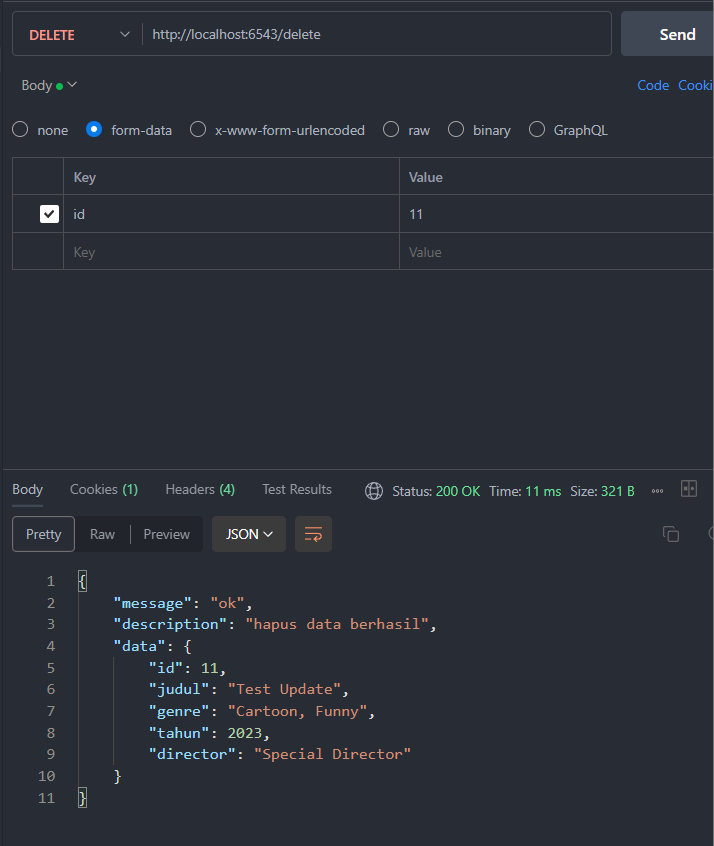 DELETE http://localhost:6543/delete Send
Body Code Cooki
none form-data x-www-form-urlencoded raw binary GraphQL
Key Value
id 11
Key Value
Body Cookies (1) Headers (4) Test Results Status: 200 OK Time: 11 ms Size: 321 B
Pretty Raw Preview JSON
1 {
2 "message": "ok",
3 "description": "hapus data berhasil",
4 "data": {
5 "id": 11,
6 "judul": "Test Update",
7 "genre": "Cartoon, Funny",
8 "tahun": 2023,
9 "director": "Special Director"
10 }
11 }